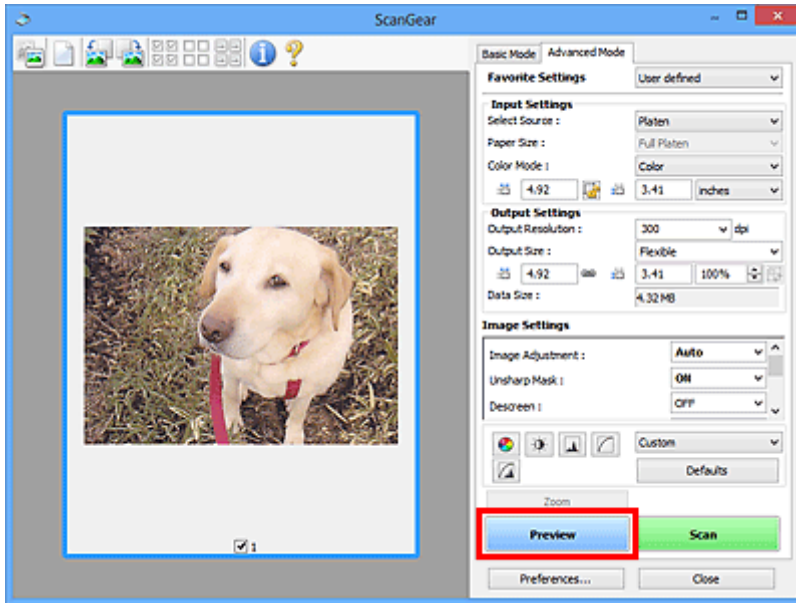 ScanGear
Basic Mode Advanced Mode
Favorite Settings User defined
Input Settings
Select Source : Platen
Paper Size : Full Platen
Color Mode : Color
4.92 3.41 inches
Output Settings
Output Resolution : 300 dpi
Output Size : Flexible
4.92 3.41 100%
Data Size : 4.32 MB
Image Settings
Image Adjustment : Auto
Unsharp Mask : ON
Descreen : OFF
Custom
Defaults
Zoom
Preview Scan
1
Preferences... Close